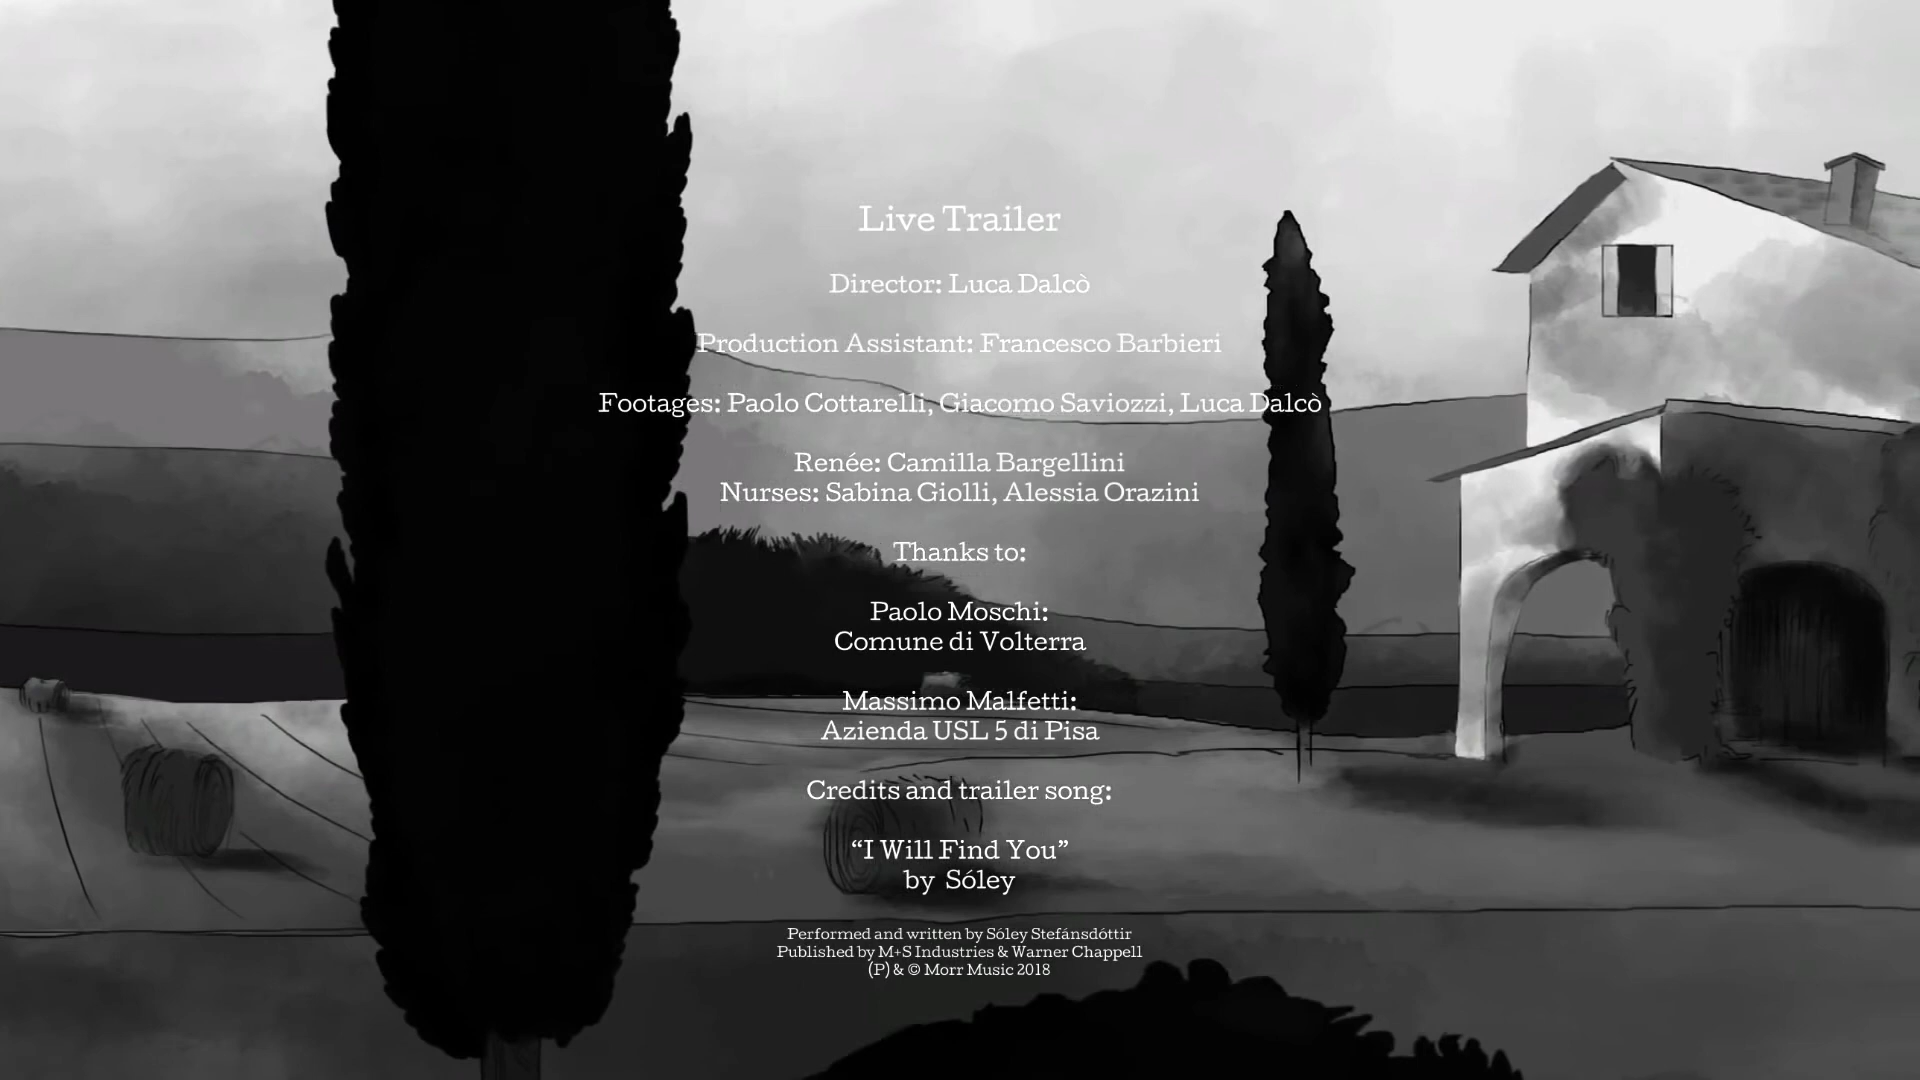 Live Trailer
Director: Luca Dalcò
Production Assistant: Francesco Barbieri
Footages: Paolo Cottarelli, Giacomo Saviozzi, Luca Dalcò
Renée: Camilla Bargellini
Nurses: Sabina Giolli, Alessia Orazini
Thanks to:
Paolo Moschi:
Comune di Volterra
Massimo Malfetti:
Azienda USL 5 di Pisa
Credits and trailer song:
“I Will Find You”
by Sóley
Performed and written by Sóley Stefánsdóttir
Published by M+S Industries & Warner Chappell
(P) & © Morr Music 2018